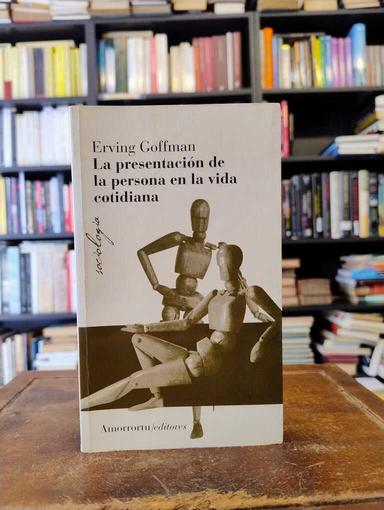 Erving Goffman
La presentación de
la persona en la vida
cotidiana
sociología
Amorrortu/editores